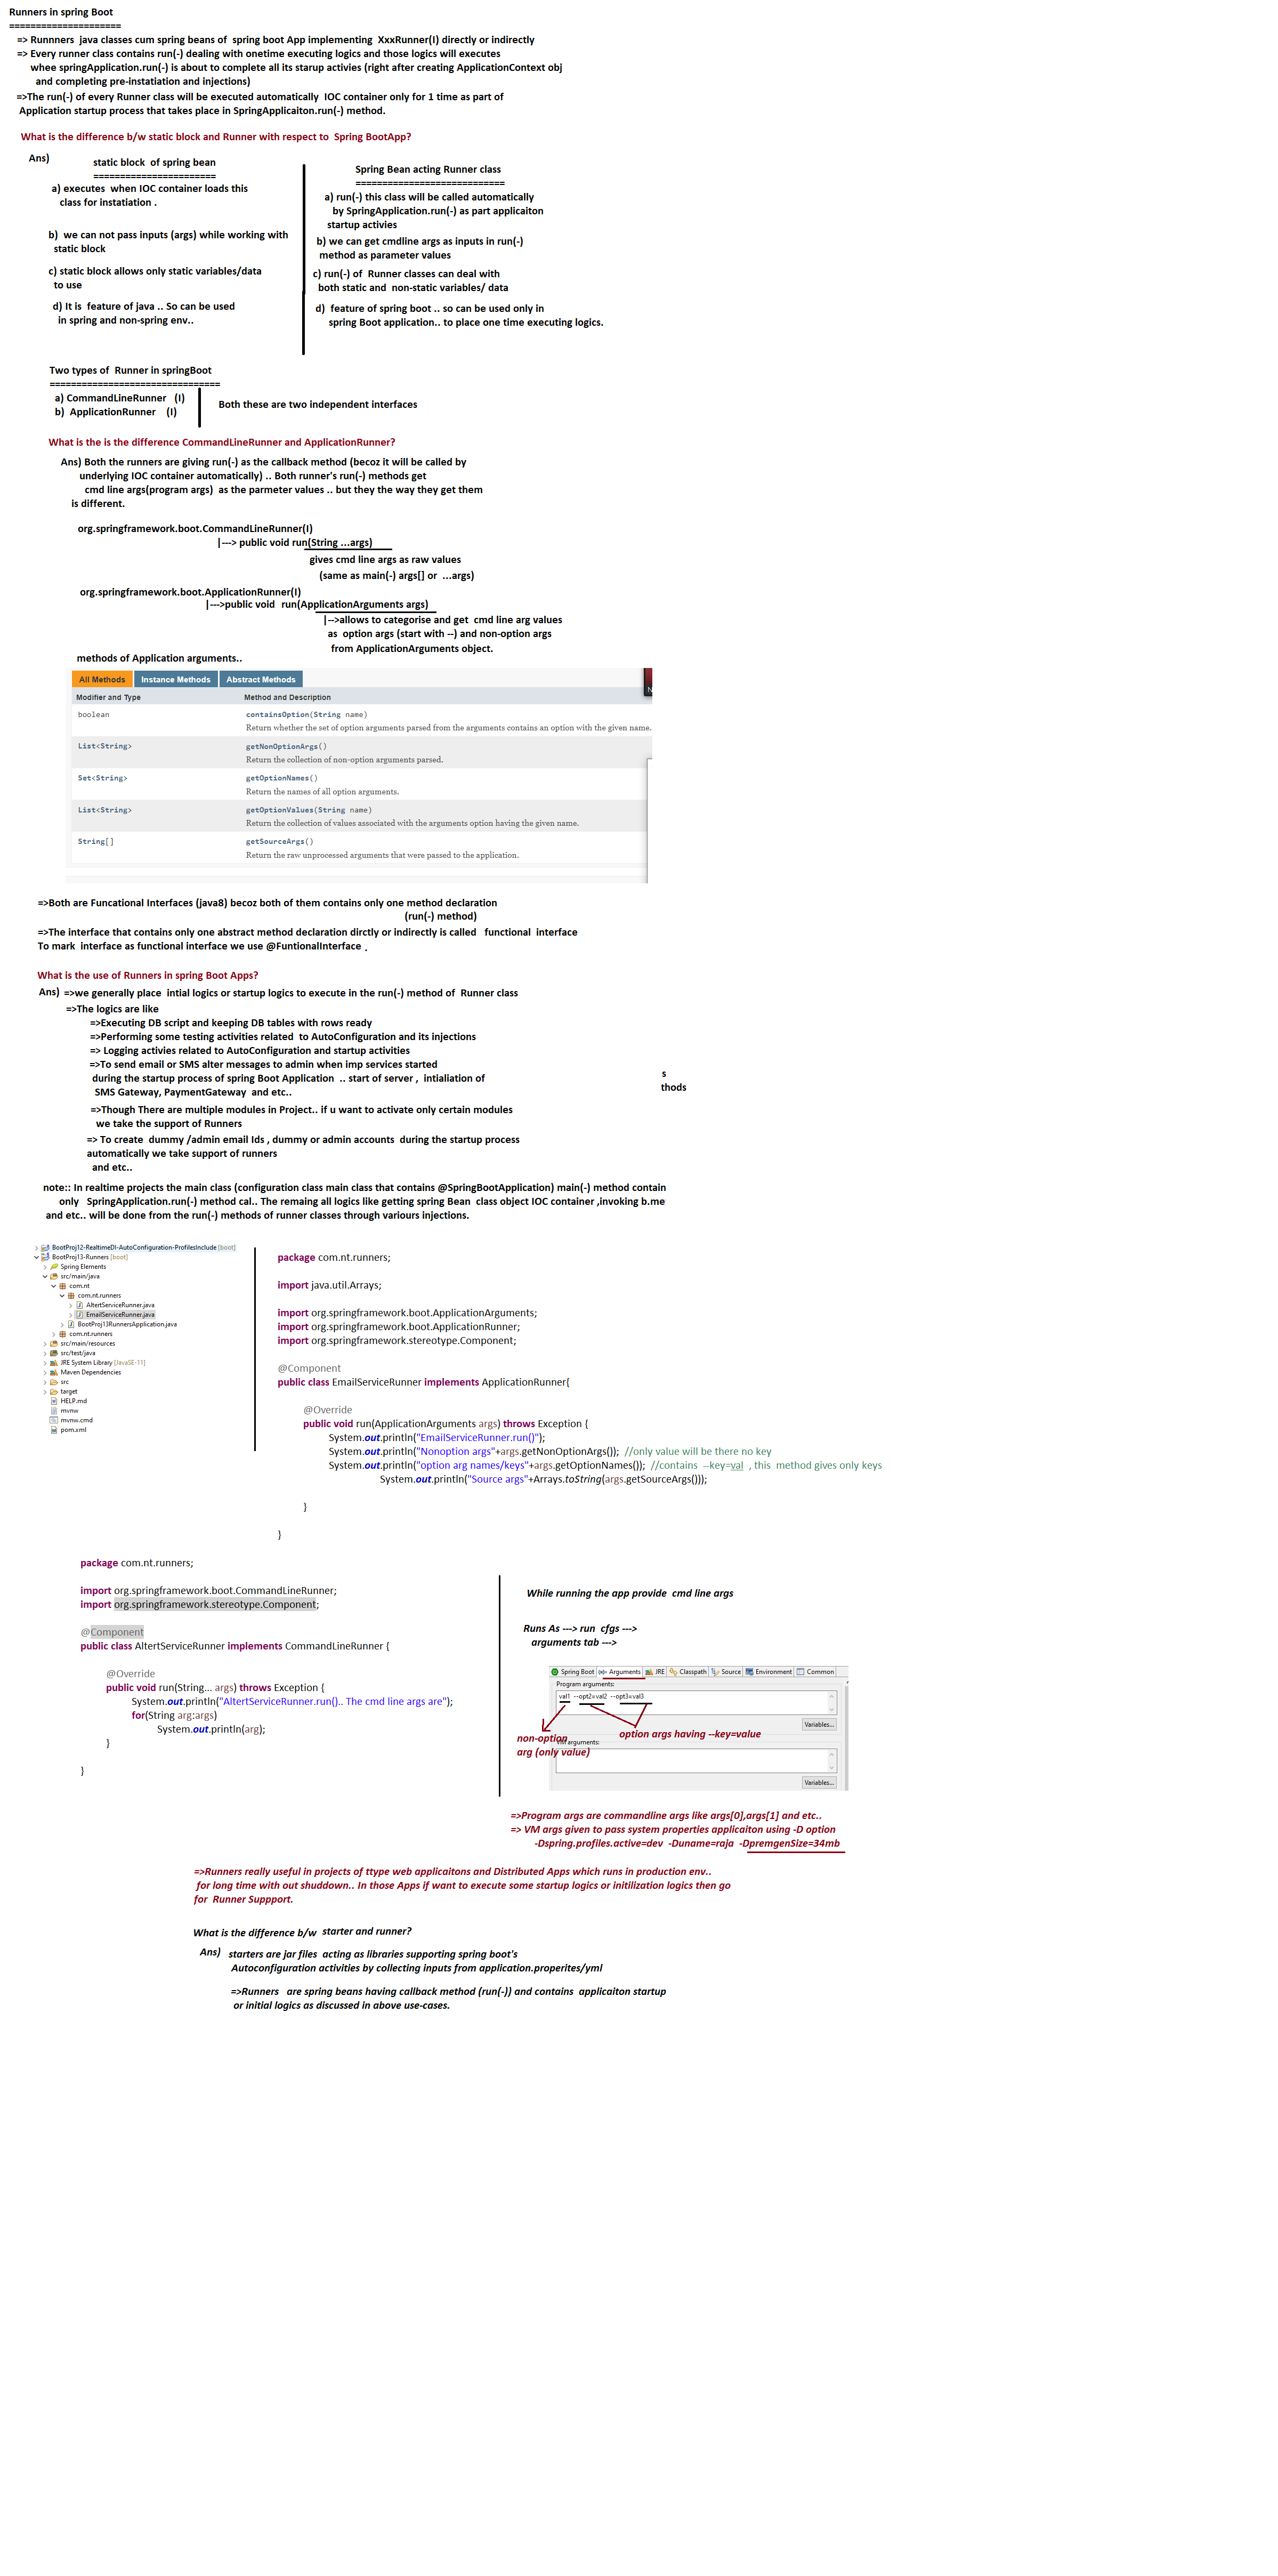 Runners in spring Boot
=====================
=> Runnners  java classes cum spring beans of  spring boot App implementing  XxxRunner(I) directly or indirectly
=> Every runner class contains run(-) dealing with onetime executing logics and those logics will executes
whee springApplication.run(-) is about to complete all its starup activies (right after creating ApplicationContext obj
and completing pre-instatiation and injections)
=>The run(-) of every Runner class will be executed automatically  IOC container only for 1 time as part of
Application startup process that takes place in SpringApplicaiton.run(-) method.
What is the difference b/w static block and Runner with respect to  Spring BootApp?
Ans)
static block  of spring bean
=======================
a) executes  when IOC container loads this
class for instatiation .
b)  we can not pass inputs (args) while working with
static block
c) static block allows only static variables/data
to use
d) It is  feature of java .. So can be used
in spring and non-spring env..
Spring Bean acting Runner class
============================
a) run(-) this class will be called automatically
by SpringApplication.run(-) as part applicaiton
startup activies
b) we can get cmdline args as inputs in run(-)
method as parameter values
c) run(-) of  Runner classes can deal with
both static and  non-static variables/ data
d)  feature of spring boot .. so can be used only in
spring Boot application.. to place one time executing logics.
Two types of  Runner in springBoot
================================
a) CommandLineRunner   (I)
b)  ApplicationRunner    (I)
Both these are two independent interfaces
What is the is the difference CommandLineRunner and ApplicationRunner?
Ans) Both the runners are giving run(-) as the callback method (becoz it will be called by
underlying IOC container automatically) .. Both runner's run(-) methods get
cmd line args(program args)  as the parmeter values .. but they the way they get them
is different.
org.springframework.boot.CommandLineRunner(I)
|---> public void run(String ...args)
gives cmd line args as raw values
(same as main(-) args[] or  ...args)
org.springframework.boot.ApplicationRunner(I)
|--->public void  run(ApplicationArguments args)
|-->allows to categorise and get  cmd line arg values
as  option args (start with --) and non-option args
from ApplicationArguments object.
methods of Application arguments..
All Methods Instance Methods Abstract Methods
Modifier and Type Method and Description
boolean containsOption(String name)
Return whether the set of option arguments parsed from the arguments contains an option with the given name.
List<String> getNonOptionArgs()
Return the collection of non-option arguments parsed.
Set<String> getOptionNames()
Return the names of all option arguments.
List<String> getOptionValues(String name)
Return the collection of values associated with the arguments option having the given name.
String[] getSourceArgs()
Return the raw unprocessed arguments that were passed to the application.
=>Both are Funcational Interfaces (java8) becoz both of them contains only one method declaration
(run(-) method)
=>The interface that contains only one abstract method declaration dirctly or indirectly is called   functional  interface
To mark  interface as functional interface we use @FuntionalInterface .
What is the use of Runners in spring Boot Apps?
Ans) =>we generally place  intial logics or startup logics to execute in the run(-) method of  Runner class
=>The logics are like
=>Executing DB script and keeping DB tables with rows ready
=>Performing some testing activities related  to AutoConfiguration and its injections
=> Logging activies related to AutoConfiguration and startup activities
=>To send email or SMS alter messages to admin when imp services started
during the startup process of spring Boot Application  .. start of server ,  intialiation of
SMS Gateway, PaymentGateway  and etc..
s
thods
=>Though There are multiple modules in Project.. if u want to activate only certain modules
we take the support of Runners
=> To create  dummy /admin email Ids , dummy or admin accounts  during the startup process
automatically we take support of runners
and etc..
note:: In realtime projects the main class (configuration class main class that contains @SpringBootApplication) main(-) method contain
only   SpringApplication.run(-) method cal.. The remaing all logics like getting spring Bean  class object IOC container ,invoking b.me
and etc.. will be done from the run(-) methods of runner classes through variours injections.
BootProj12-RealtimeDI-AutoConfiguration-ProfilesInclude [boot]
BootProj13-Runners [boot]
Spring Elements
src/main/java
com.nt
com.nt.runners
AltertServiceRunner.java
EmailServiceRunner.java
BootProj13RunnersApplication.java
com.nt.runners
src/main/resources
src/test/java
JRE System Library [JavaSE-11]
Maven Dependencies
src
target
HELP.md
mvnw
mvnw.cmd
pom.xml
package com.nt.runners;
import java.util.Arrays;
import org.springframework.boot.ApplicationArguments;
import org.springframework.boot.ApplicationRunner;
import org.springframework.stereotype.Component;
@Component
public class EmailServiceRunner implements ApplicationRunner{
@Override
public void run(ApplicationArguments args) throws Exception {
System.out.println("EmailServiceRunner.run()");
System.out.println("Nonoption args"+args.getNonOptionArgs());  //only value will be there no key
System.out.println("option arg names/keys"+args.getOptionNames());  //contains  --key=val  , this  method gives only keys
System.out.println("Source args"+Arrays.toString(args.getSourceArgs()));
}
}
package com.nt.runners;
import org.springframework.boot.CommandLineRunner;
import org.springframework.stereotype.Component;
@Component
public class AltertServiceRunner implements CommandLineRunner {
@Override
public void run(String... args) throws Exception {
System.out.println("AltertServiceRunner.run().. The cmd line args are");
for(String arg:args)
System.out.println(arg);
}
}
While running the app provide  cmd line args
Runs As ---> run  cfgs --->
arguments tab --->
Spring Boot (x)= Arguments JRE Classpath Source Environment Common
Program arguments:
val1  --opt2=val2  --opt3=val3
Variables...
non-option
arg (only value)
option args having --key=value
VM arguments:
Variables...
=>Program args are commandline args like args[0],args[1] and etc..
=> VM args given to pass system properties applicaiton using -D option
-Dspring.profiles.active=dev  -Duname=raja  -DpremgenSize=34mb
=>Runners really useful in projects of ttype web applicaitons and Distributed Apps which runs in production env..
for long time with out shuddown.. In those Apps if want to execute some startup logics or initilization logics then go
for  Runner Suppport.
What is the difference b/w  starter and runner?
Ans) starters are jar files  acting as libraries supporting spring boot's
Autoconfiguration activities by collecting inputs from application.properites/yml
=>Runners   are spring beans having callback method (run(-)) and contains  applicaiton startup
or initial logics as discussed in above use-cases.